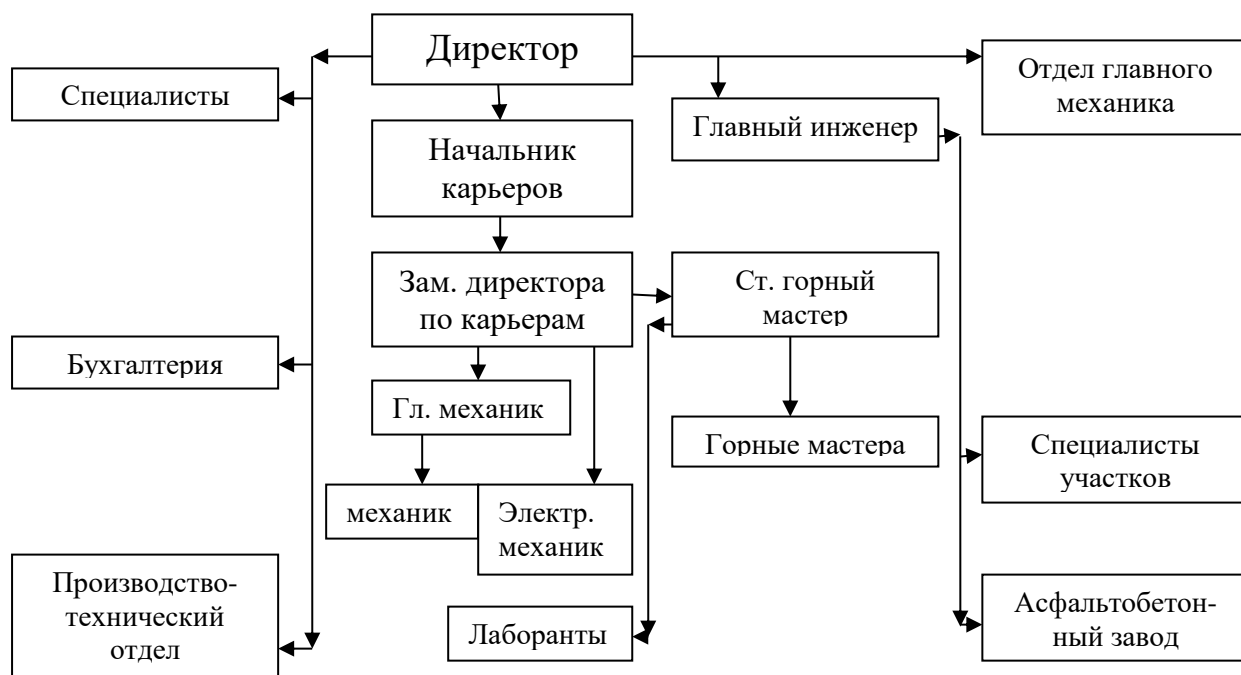 Директор
Отдел главного
механика
Специалисты
Главный инженер
Начальник
карьеров
Зам. директора
по карьерам
Ст. горный
мастер
Бухгалтерия
Гл. механик
Горные мастера
Специалисты
участков
механик
Электр.
механик
Производство-
технический
отдел
Лаборанты
Асфальтобетон-
ный завод